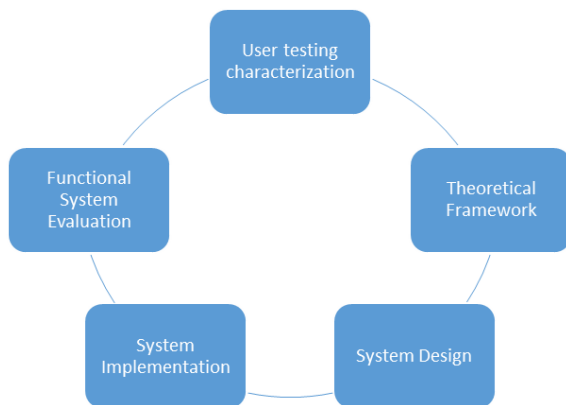 User testing
characterization
Theoretical
Framework
System Design
System
Implementation
Functional
System
Evaluation